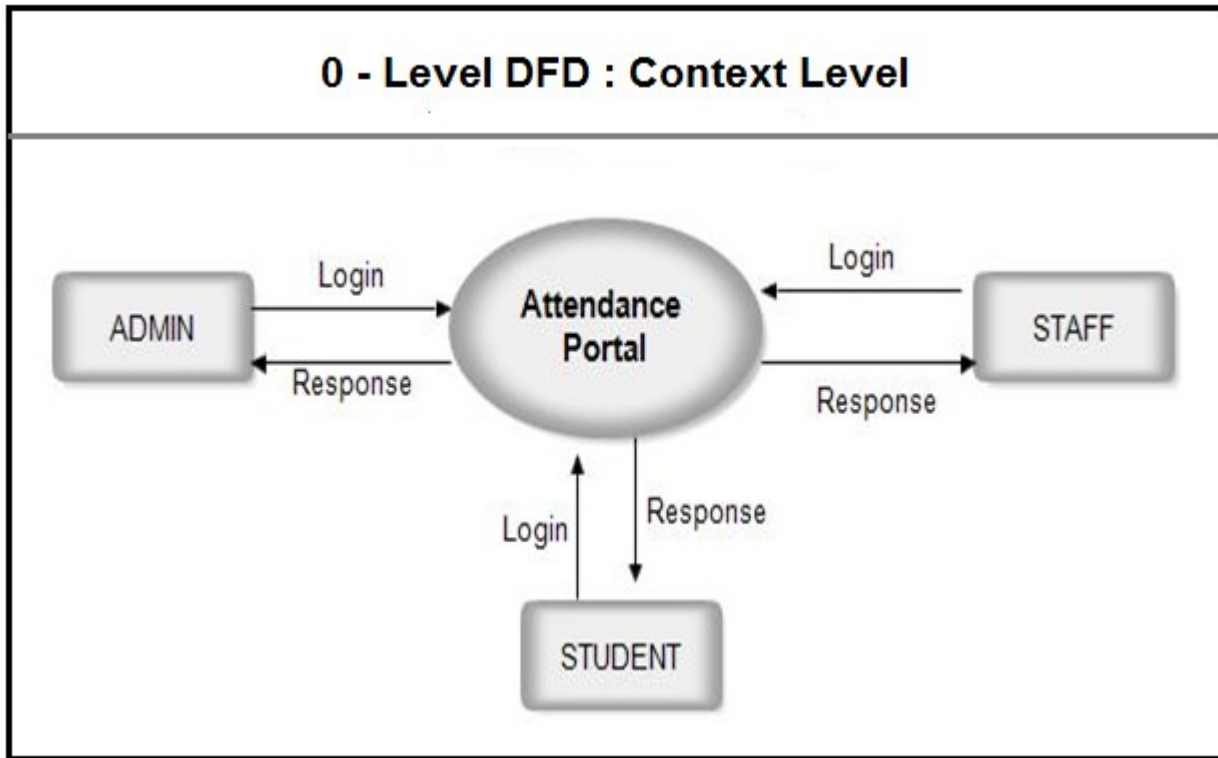 0 - Level DFD : Context Level
Login
Login
Attendance
Portal
ADMIN
STAFF
Response
Response
Login
Response
STUDENT